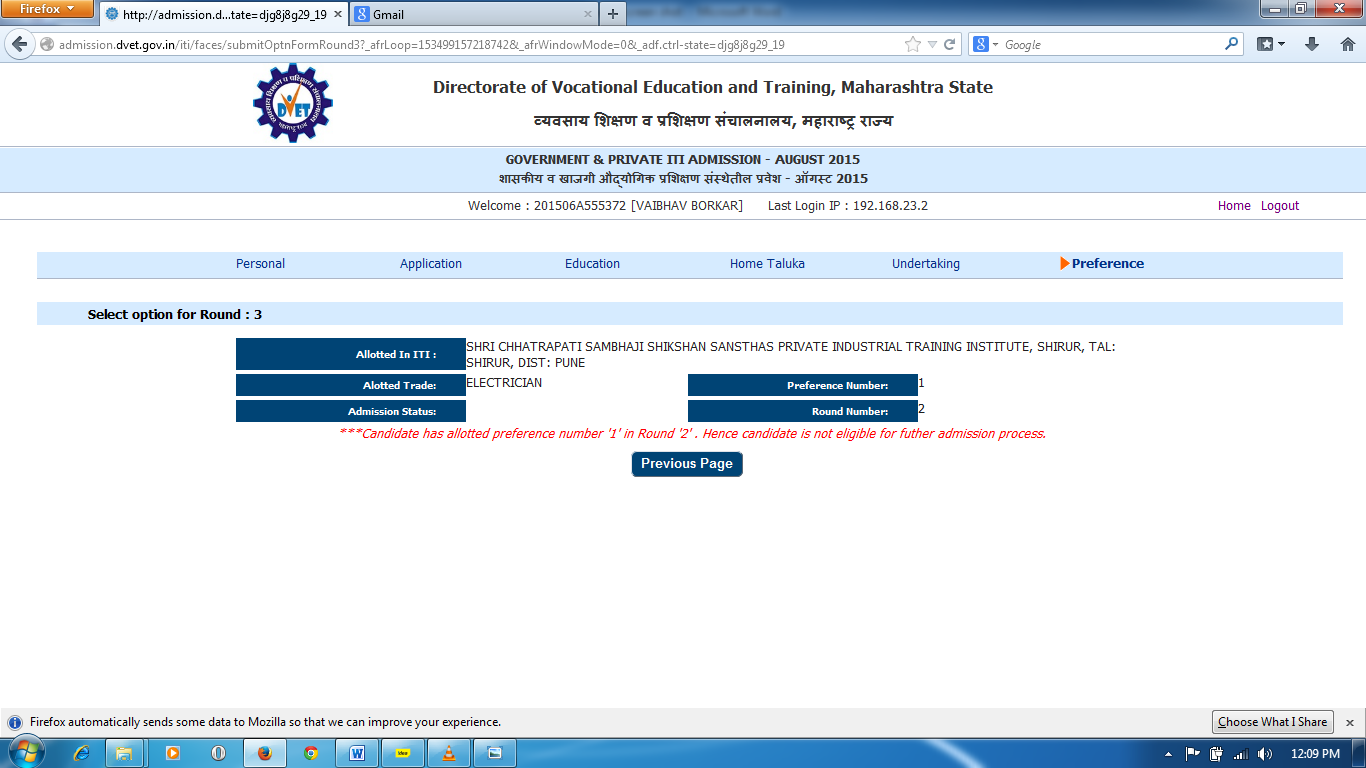 Firefox
http://admission.d...tate=djg8j8g29_19
Gmail
admission.dvet.gov.in/iti/faces/submitOptnFormRound3?_afrLoop=153499157218742&_afrWindowMode=0&_adf.ctrl-state=djg8j8g29_19
Google
DVET
Directorate of Vocational Education and Training, Maharashtra State
व्यवसाय शिक्षण व प्रशिक्षण संचालनालय, महाराष्ट्र राज्य
GOVERNMENT & PRIVATE ITI ADMISSION - AUGUST 2015
शासकीय व खाजगी औद्योगिक प्रशिक्षण संस्थेतील प्रवेश - ऑगस्ट 2015
Welcome : 201506A555372 [VAIBHAV BORKAR] Last Login IP : 192.168.23.2 Home Logout
Personal Application Education Home Taluka Undertaking Preference
Select option for Round : 3
Allotted In ITI : SHRI CHHATRAPATI SAMBHAJI SHIKSHAN SANSTHAS PRIVATE INDUSTRIAL TRAINING INSTITUTE, SHIRUR, TAL:
SHIRUR, DIST: PUNE
Alotted Trade: ELECTRICIAN Preference Number: 1
Admission Status: Round Number: 2
***Candidate has allotted preference number '1' in Round '2' . Hence candidate is not eligible for futher admission process.
Previous Page
Firefox automatically sends some data to Mozilla so that we can improve your experience. Choose What I Share
12:09 PM